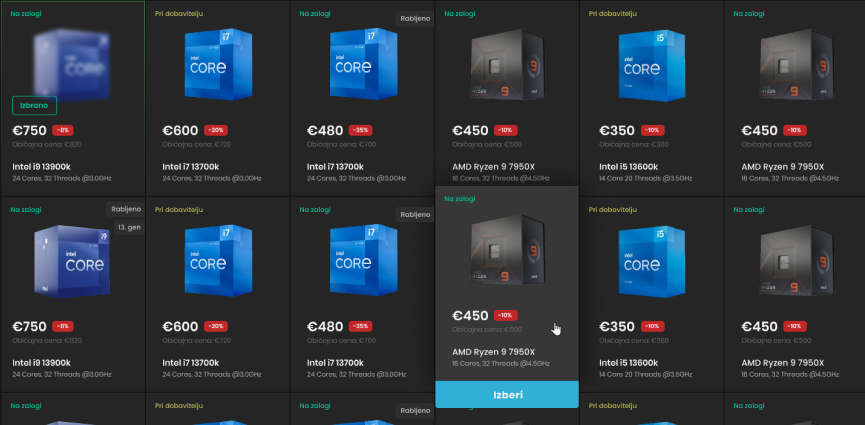 Na zalogi
Izbrano
€750 -8%
Običajna cena: €820
Intel i9 13900k
24 Cores, 32 Threads @3.0GHz
Pri dobavitelju
i7
intel
CORE
€600 -20%
Običajna cena: €720
Intel i7 13700k
24 Cores, 32 Threads @3.0GHz
Na zalogi
Rabljeno
i7
intel
CORE
€480 -35%
Običajna cena: €700
Intel i7 13700k
24 Cores, 32 Threads @3.0GHz
Na zalogi
RYZEN
9
€450 -10%
Običajna cena: €500
AMD Ryzen 9 7950X
16 Cores, 32 Threads @4.5GHz
Pri dobavitelju
i5
intel
CORE
€350 -10%
Običajna cena: €380
Intel i5 13600k
14 Core 20 Threads @3.5GHz
Na zalogi
RYZEN
9
€450 -10%
Običajna cena: €500
AMD Ryzen 9 7950X
16 Cores, 32 Threads @4.5GHz
Na zalogi
Rabljeno
13. gen
i9
intel
CORE
€750 -8%
Običajna cena: €820
Intel i9 13900k
24 Cores, 32 Threads @3.0GHz
Pri dobavitelju
i7
intel
CORE
€600 -20%
Običajna cena: €720
Intel i7 13700k
24 Cores, 32 Threads @3.0GHz
Na zalogi
Rabljeno
i7
intel
CORE
€480 -35%
Običajna cena: €700
Intel i7 13700k
24 Cores, 32 Threads @3.0GHz
Na zalogi
RYZEN
9
€450 -10%
Običajna cena: €500
AMD Ryzen 9 7950X
16 Cores, 32 Threads @4.5GHz
Izberi
Pri dobavitelju
i5
intel
CORE
€350 -10%
Običajna cena: €380
Intel i5 13600k
14 Core 20 Threads @3.5GHz
Na zalogi
RYZEN
9
€450 -10%
Običajna cena: €500
AMD Ryzen 9 7950X
16 Cores, 32 Threads @4.5GHz
Na zalogi
Pri dobavitelju
Na zalogi
Rabljeno
Pri dobavitelju
Na zalogi